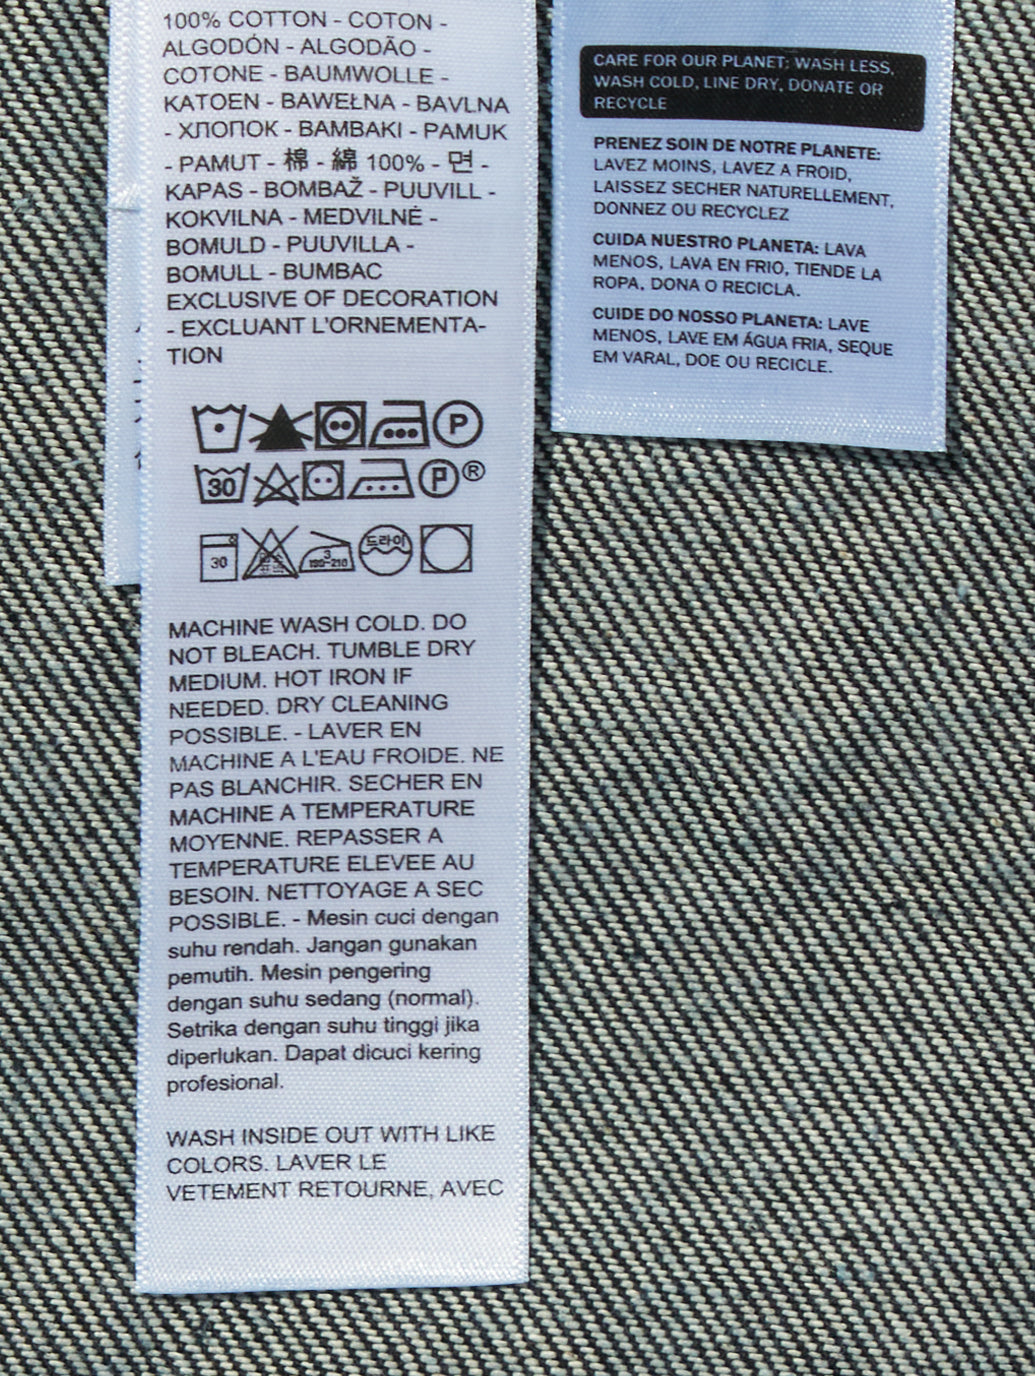 100% COTTON - COTON -
ALGODÓN - ALGODÃO -
COTONE - BAUMWOLLE -
KATOEN - BAWEŁNA - BAVLNA
- ХЛОПОК - BAMBAKI - PAMUK
- PAMUT - 棉 - 綿 100% - 면 -
KAPAS - BOMBAŽ - PUUVILL -
KOKVILNA - MEDVILNĖ -
BOMULD - PUUVILLA -
BOMULL - BUMBAC
EXCLUSIVE OF DECORATION
- EXCLUANT L'ORNEMENTA-
TION
P
30 P ®
30 3 180-210 드라이
MACHINE WASH COLD. DO
NOT BLEACH. TUMBLE DRY
MEDIUM. HOT IRON IF
NEEDED. DRY CLEANING
POSSIBLE. - LAVER EN
MACHINE A L'EAU FROIDE. NE
PAS BLANCHIR. SECHER EN
MACHINE A TEMPERATURE
MOYENNE. REPASSER A
TEMPERATURE ELEVEE AU
BESOIN. NETTOYAGE A SEC
POSSIBLE. - Mesin cuci dengan
suhu rendah. Jangan gunakan
pemutih. Mesin pengering
dengan suhu sedang (normal).
Setrika dengan suhu tinggi jika
diperlukan. Dapat dicuci kering
profesional.
WASH INSIDE OUT WITH LIKE
COLORS. LAVER LE
VETEMENT RETOURNE, AVEC
CARE FOR OUR PLANET: WASH LESS,
WASH COLD, LINE DRY, DONATE OR
RECYCLE
PRENEZ SOIN DE NOTRE PLANETE:
LAVEZ MOINS, LAVEZ A FROID,
LAISSEZ SECHER NATURELLEMENT,
DONNEZ OU RECYCLEZ
CUIDA NUESTRO PLANETA: LAVA
MENOS, LAVA EN FRIO, TIENDE LA
ROPA, DONA O RECICLA.
CUIDE DO NOSSO PLANETA: LAVE
MENOS, LAVE EM ÁGUA FRIA, SEQUE
EM VARAL, DOE OU RECICLE.